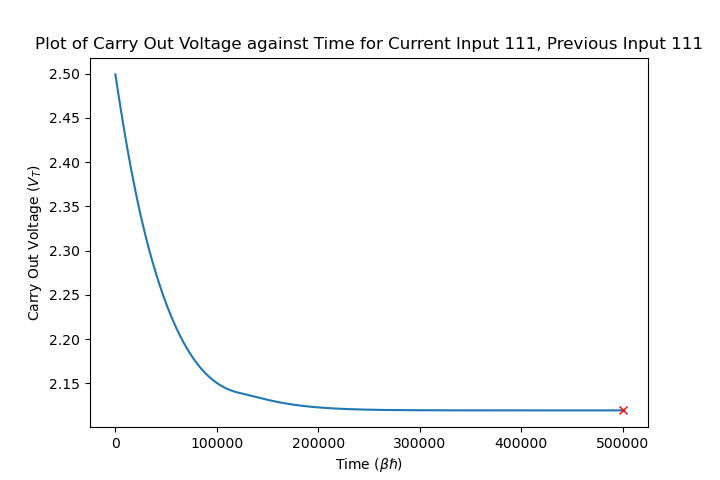 Plot of Carry Out Voltage against Time for Current Input 111, Previous Input 111
2.50
2.45
2.40
2.35
2.30
2.25
2.20
2.15
Carry Out Voltage (V_T)
0 100000 200000 300000 400000 500000
Time (βħ)